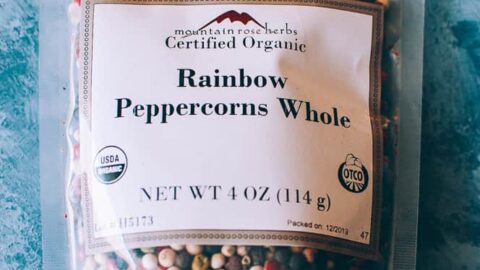 mountain rose herbs
Certified Organic
Rainbow
Peppercorns Whole
USDA
ORGANIC
OTCO
NET WT 4 OZ (114 g)
Packed on: 12/2013
47